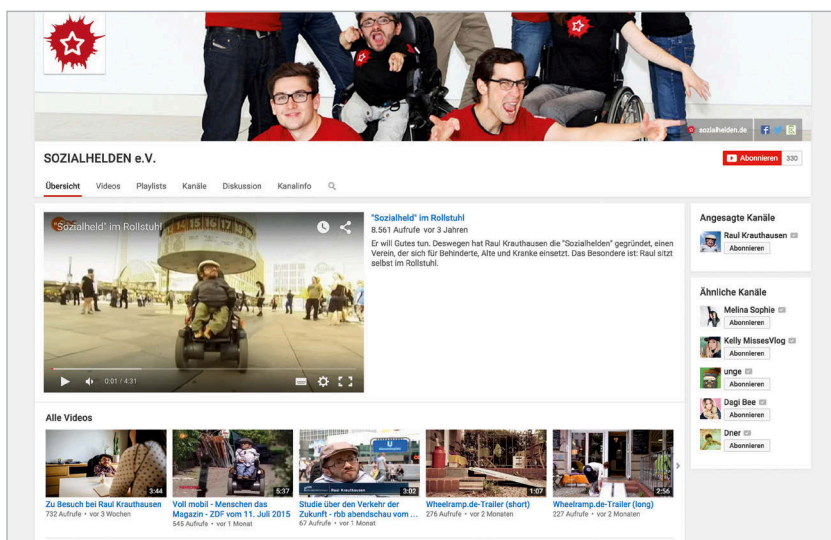 sozialhelden.de
SOZIALHELDEN e.V.
Abonnieren 330
Übersicht Videos Playlists Kanäle Diskussion Kanalinfo
"Sozialheld" im Rollstuhl
0:01 / 4:31
"Sozialheld" im Rollstuhl
8.561 Aufrufe vor 3 Jahren
Er will Gutes tun. Deswegen hat Raul Krauthausen die "Sozialhelden" gegründet, einen
Verein, der sich für Behinderte, Alte und Kranke einsetzt. Das Besondere ist: Raul sitzt
selbst im Rollstuhl.
Angesagte Kanäle
Raul Krauthausen
Abonnieren
Ähnliche Kanäle
Melina Sophie
Abonnieren
Kelly MissesVlog
Abonnieren
unge
Abonnieren
Dagi Bee
Abonnieren
Dner
Abonnieren
Alle Videos
3:44
Zu Besuch bei Raul Krauthausen
732 Aufrufe • vor 3 Wochen
5:37
Voll mobil - Menschen das
Magazin - ZDF vom 11. Juli 2015
545 Aufrufe • vor 1 Monat
U
Raul Krauthausen
3:02
Studie über den Verkehr der
Zukunft - rbb abendschau vom ...
67 Aufrufe • vor 1 Monat
1:07
Wheelramp.de-Trailer (short)
276 Aufrufe • vor 2 Monaten
2:56
Wheelramp.de-Trailer (long)
227 Aufrufe • vor 2 Monaten